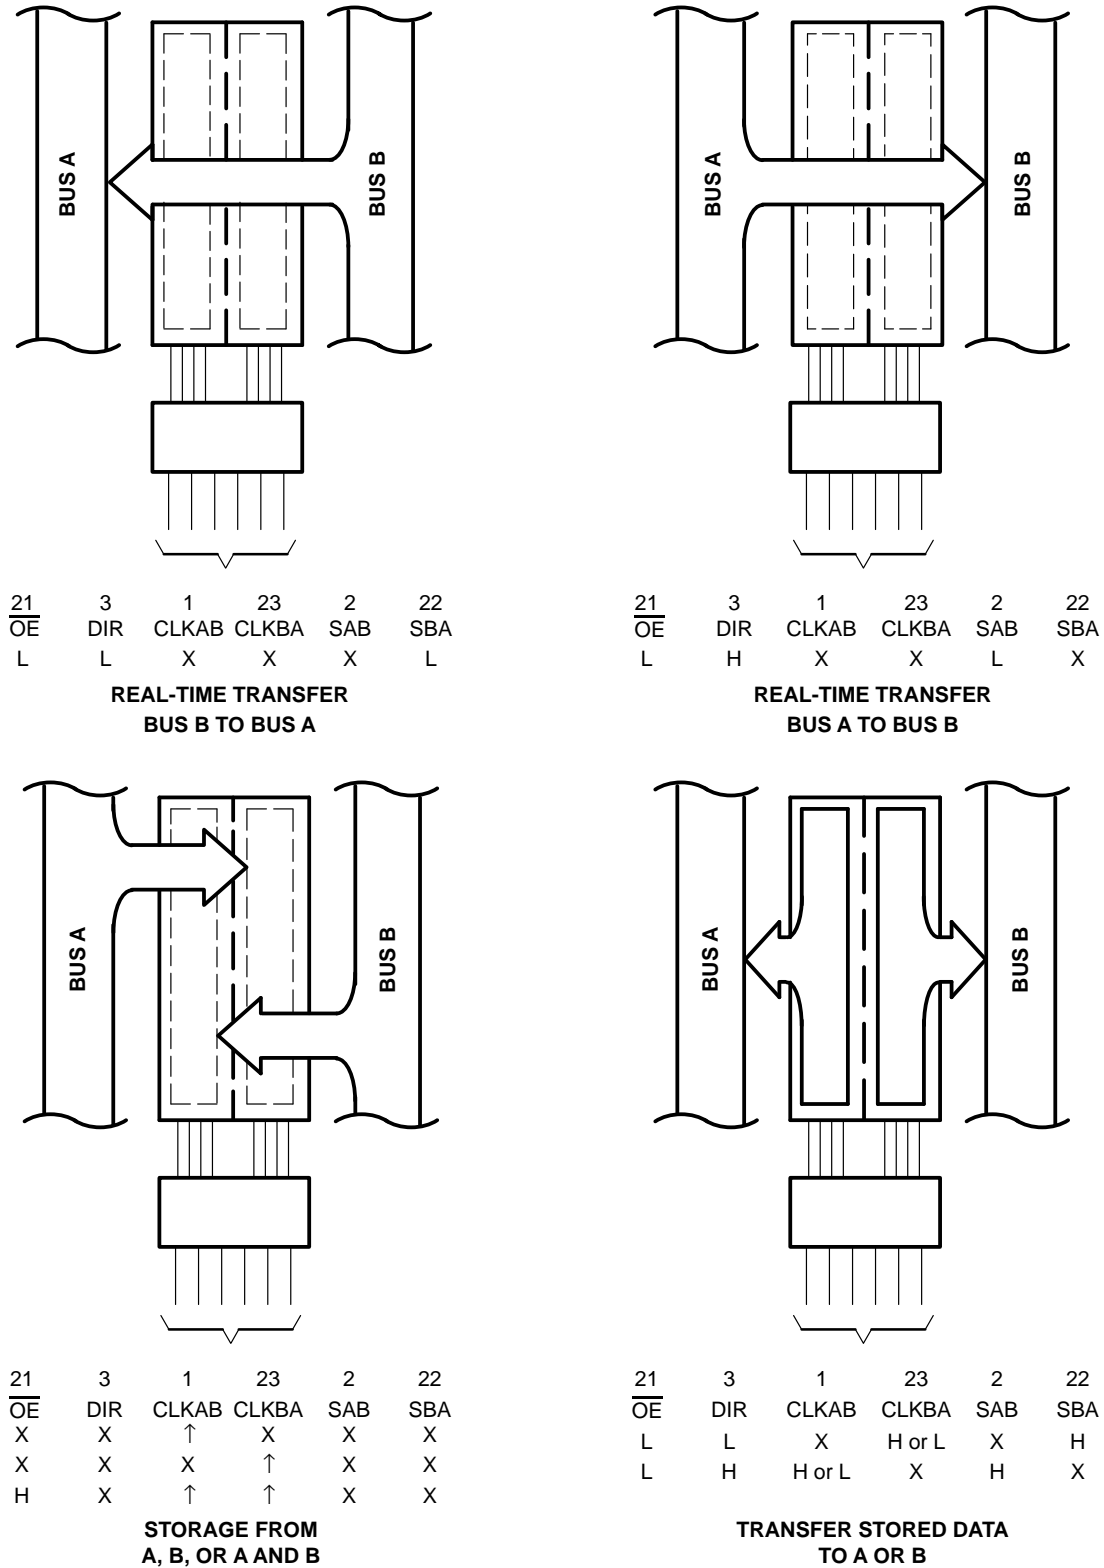 BUS A
BUS B
21 3 1 23 2 22
OE DIR CLKAB CLKBA SAB SBA
L L X X X L
REAL-TIME TRANSFER
BUS B TO BUS A
BUS A
BUS B
21 3 1 23 2 22
OE DIR CLKAB CLKBA SAB SBA
L H X X L X
REAL-TIME TRANSFER
BUS A TO BUS B
BUS A
BUS B
21 3 1 23 2 22
OE DIR CLKAB CLKBA SAB SBA
X X ↑ X X X
X X X ↑ X X
H X ↑ ↑ X X
STORAGE FROM
A, B, OR A AND B
BUS A
BUS B
21 3 1 23 2 22
OE DIR CLKAB CLKBA SAB SBA
L L X H or L X H
L H H or L X H X
TRANSFER STORED DATA
TO A OR B